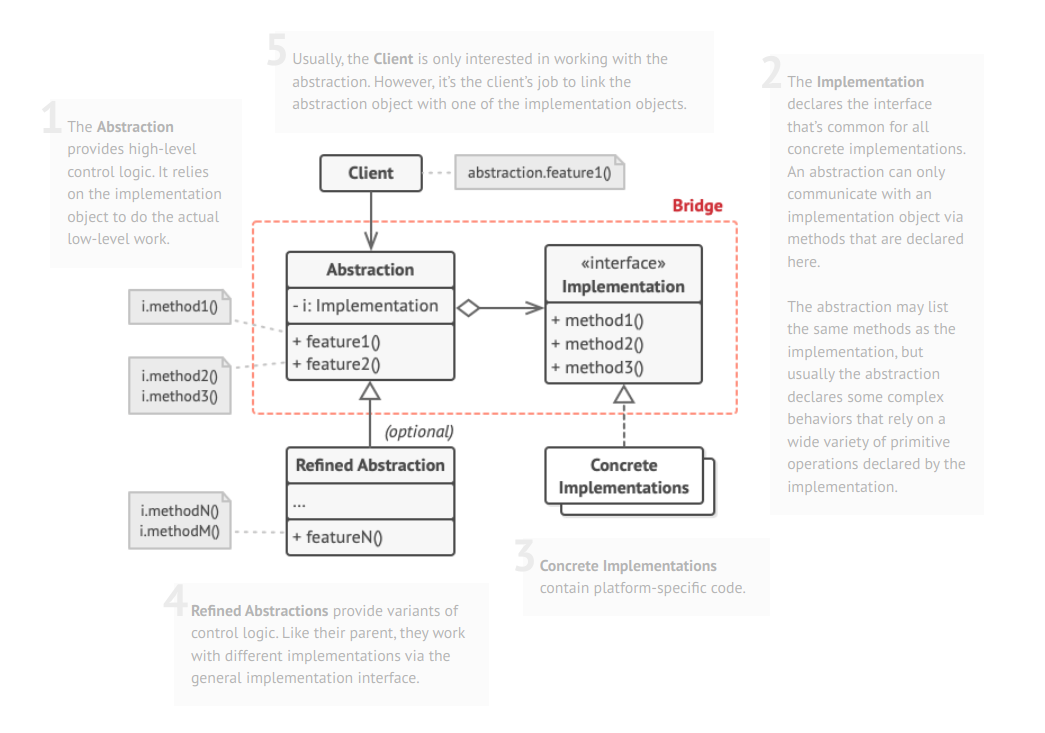 5
Usually, the Client is only interested in working with the
abstraction. However, it's the client's job to link the
abstraction object with one of the implementation objects.
1
The Abstraction
provides high-level
control logic. It relies
on the implementation
object to do the actual
low-level work.
2
The Implementation
declares the interface
that's common for all
concrete implementations.
An abstraction can only
communicate with an
implementation object via
methods that are declared
here.
The abstraction may list
the same methods as the
implementation, but
usually the abstraction
declares some complex
behaviors that rely on a
wide variety of primitive
operations declared by the
implementation.
Client
abstraction.feature1()
Bridge
Abstraction
- i: Implementation
+ feature1()
+ feature2()
«interface»
Implementation
+ method1()
+ method2()
+ method3()
i.method1()
i.method2()
i.method3()
(optional)
Refined Abstraction
...
+ featureN()
Concrete
Implementations
i.methodN()
i.methodM()
3
Concrete Implementations
contain platform-specific code.
4
Refined Abstractions provide variants of
control logic. Like their parent, they work
with different implementations via the
general implementation interface.